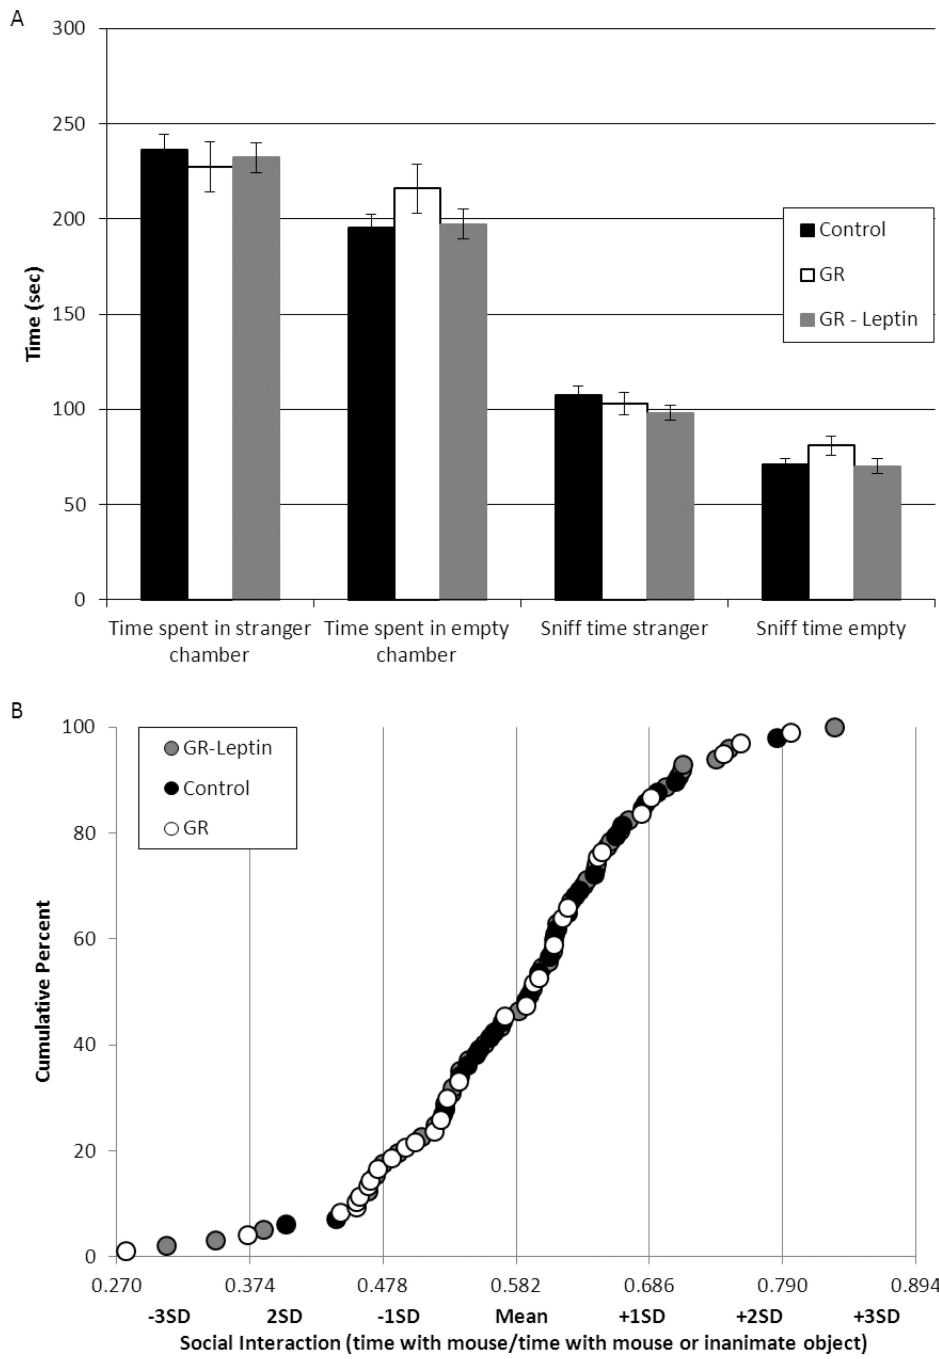 A
300
250
200
150
100
50
0
Time (sec)
Control
GR
GR - Leptin
Time spent in stranger chamber
Time spent in empty chamber
Sniff time stranger
Sniff time empty
B
100
80
60
40
20
0
Cumulative Percent
GR-Leptin
Control
GR
0.270 0.374 0.478 0.582 0.686 0.790 0.894
-3SD 2SD -1SD Mean +1SD +2SD +3SD
Social Interaction (time with mouse/time with mouse or inanimate object)